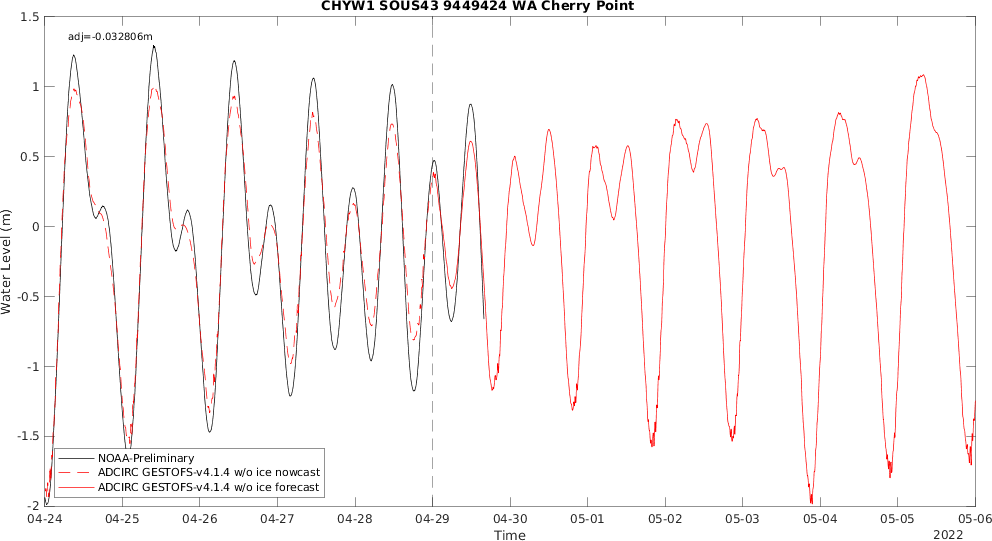 CHYW1 SOUS43 9449424 WA Cherry Point
adj=-0.032806m
1.5
1
0.5
0
-0.5
-1
-1.5
-2
Water Level (m)
NOAA-Preliminary
ADCIRC GESTOFS-v4.1.4 w/o ice nowcast
ADCIRC GESTOFS-v4.1.4 w/o ice forecast
04-24 04-25 04-26 04-27 04-28 04-29 04-30 05-01 05-02 05-03 05-04 05-05 05-06
Time
2022